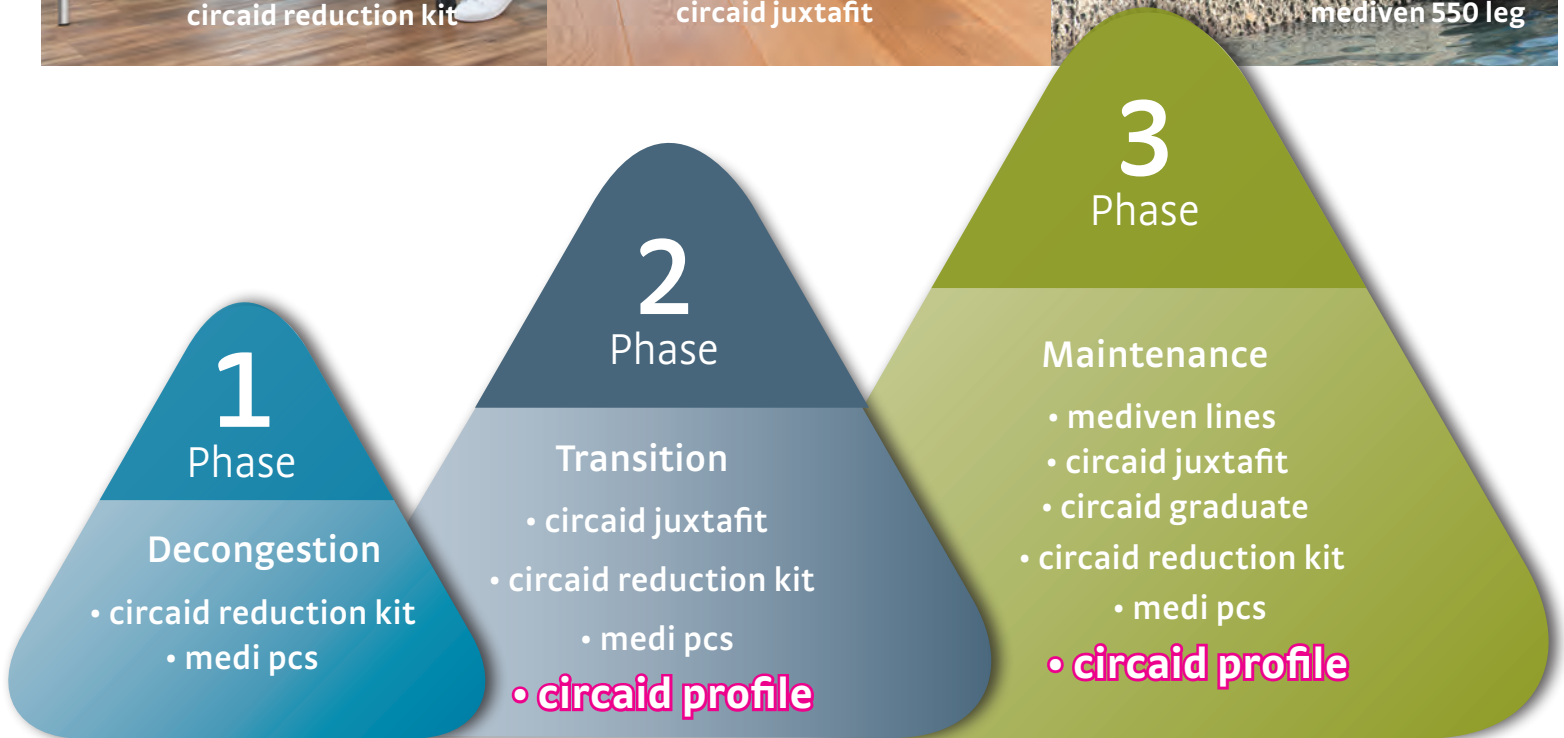 circaid reduction kit
circaid juxtafit
mediven 550 leg
1
Phase
Decongestion
• circaid reduction kit
• medi pcs
2
Phase
Transition
• circaid juxtafit
• circaid reduction kit
• medi pcs
• circaid profile
3
Phase
Maintenance
• mediven lines
• circaid juxtafit
• circaid graduate
• circaid reduction kit
• medi pcs
• circaid profile